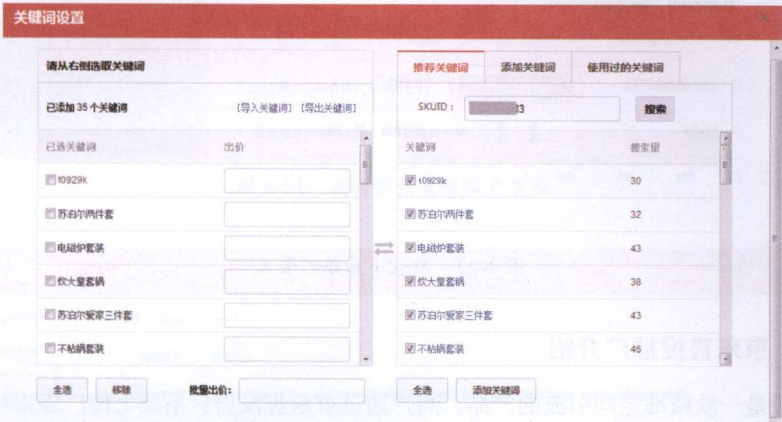 关键词设置
请从右侧选取关键词
推荐关键词 添加关键词 使用过的关键词
已添加 35 个关键词 [导入关键词] [导出关键词]
SKUID： 33 搜索
已选关键词 出价
关键词 搜索量
t0929k
t0929k 30
苏泊尔两件套
苏泊尔两件套 32
电磁炉套装
电磁炉套装 43
炊大皇套锅
炊大皇套锅 38
苏泊尔爱家三件套
苏泊尔爱家三件套 43
不粘锅套装
不粘锅套装 46
全选 移除 批量出价：
全选 添加关键词